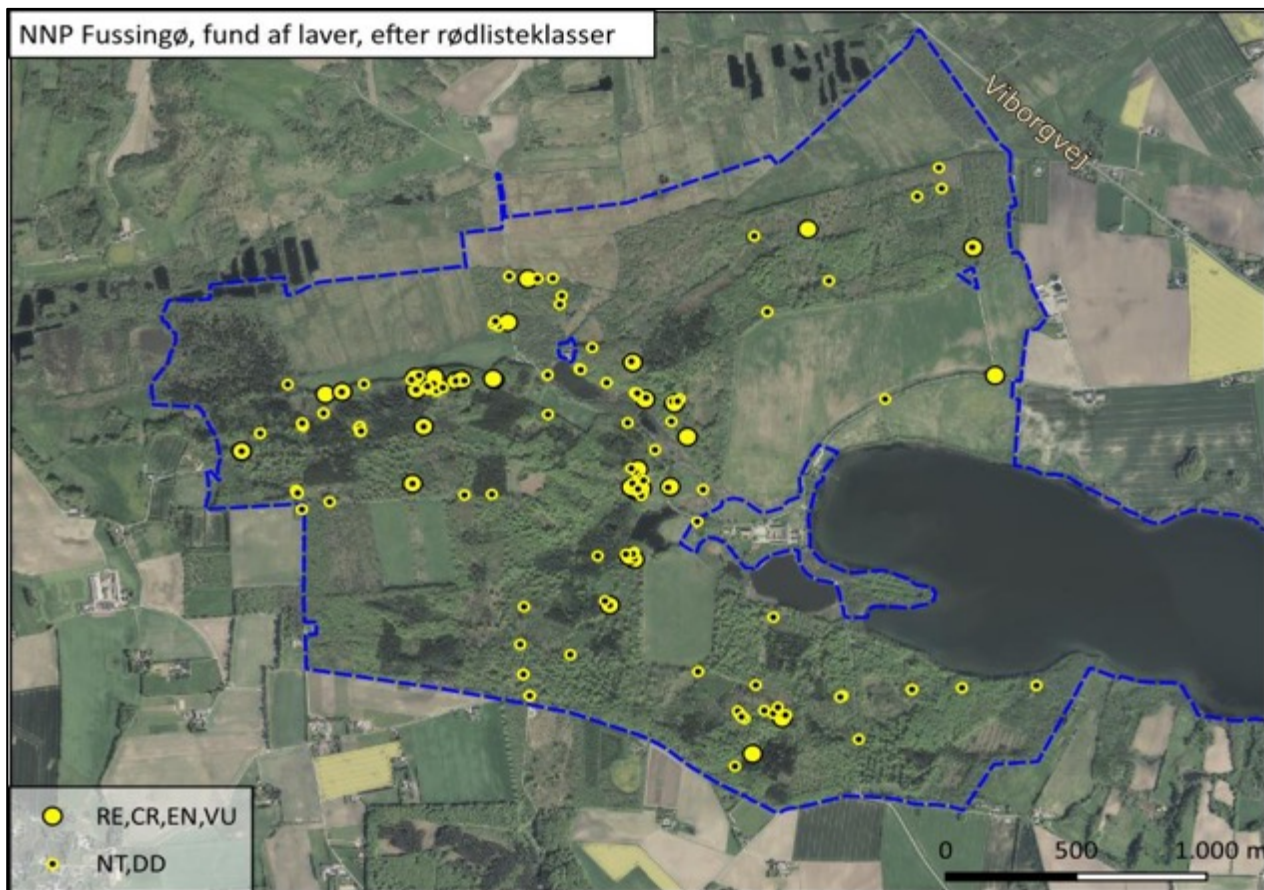 NNP Fussingø, fund af laver, efter rødlisteklasser
Viborgvej
RE,CR,EN,VU
NT,DD
0 500 1.000 m